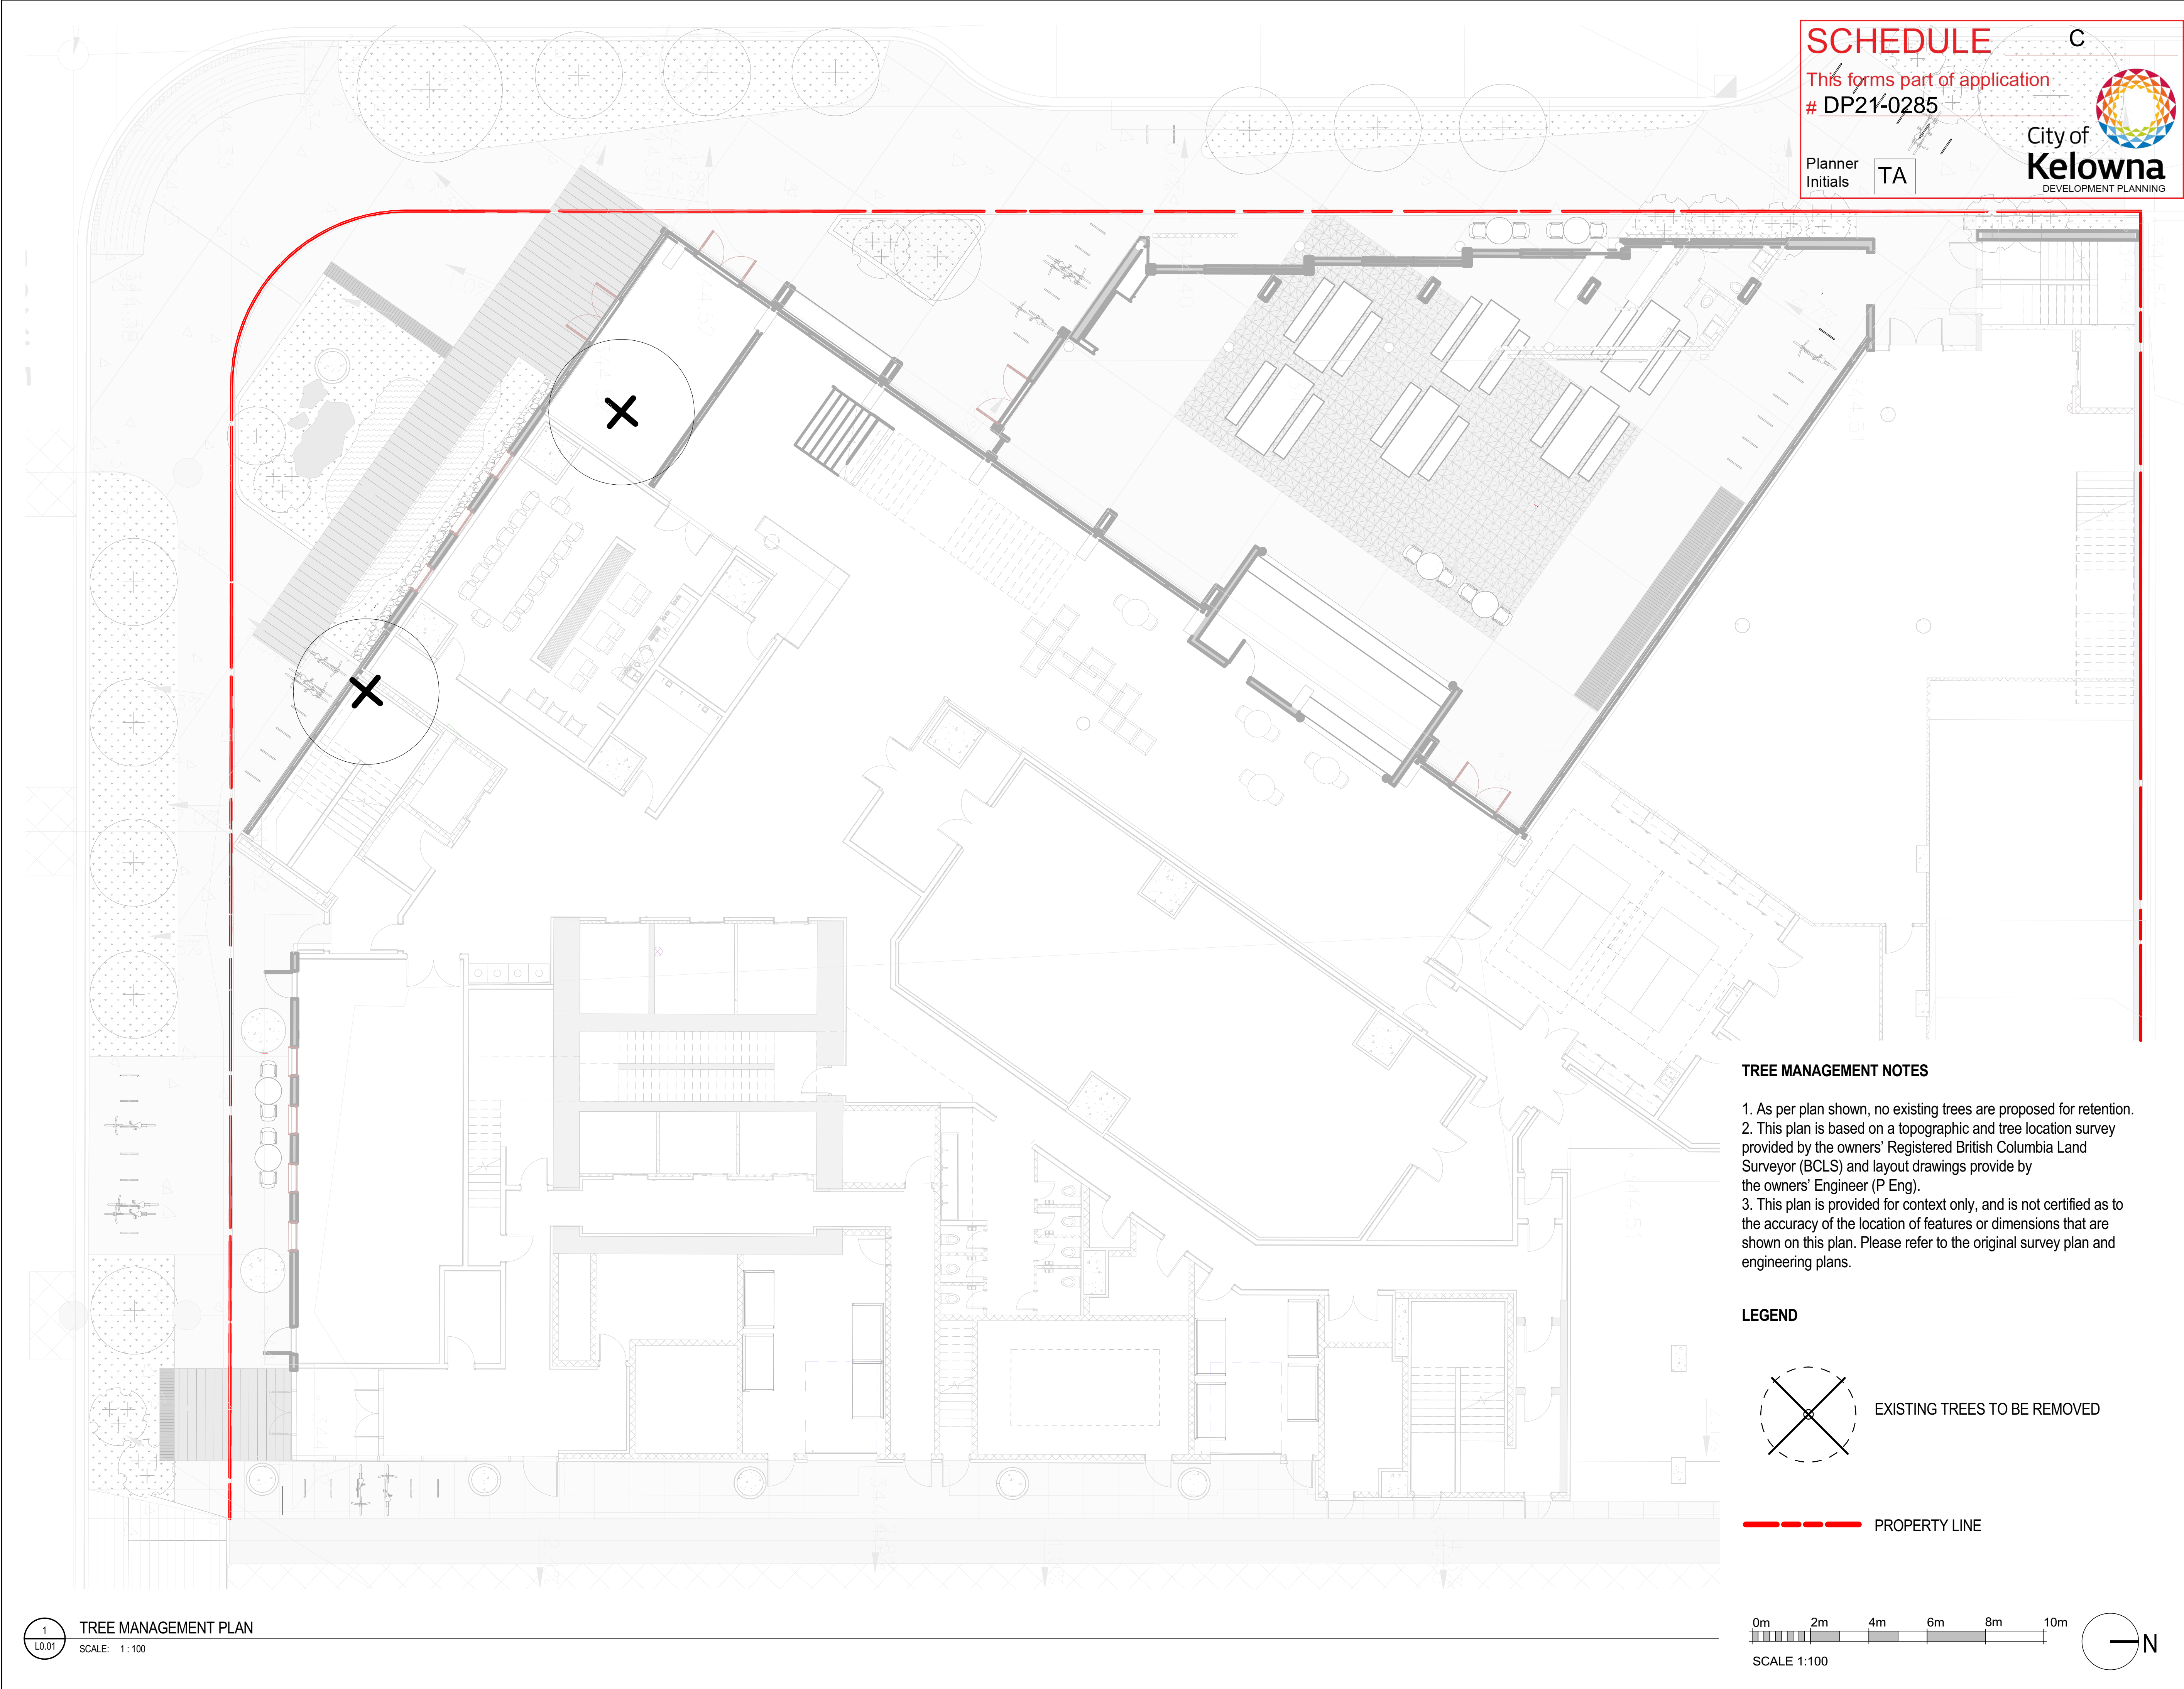 SCHEDULE C
This forms part of application
# DP21-0285
City of
Kelowna
DEVELOPMENT PLANNING
Planner
Initials
TA
TREE MANAGEMENT NOTES
1. As per plan shown, no existing trees are proposed for retention.
2. This plan is based on a topographic and tree location survey
provided by the owners' Registered British Columbia Land
Surveyor (BCLS) and layout drawings provide by
the owners' Engineer (P Eng).
3. This plan is provided for context only, and is not certified as to
the accuracy of the location of features or dimensions that are
shown on this plan. Please refer to the original survey plan and
engineering plans.
LEGEND
EXISTING TREES TO BE REMOVED
PROPERTY LINE
1
L0.01
TREE MANAGEMENT PLAN
SCALE: 1 : 100
0m 2m 4m 6m 8m 10m
SCALE 1:100
N